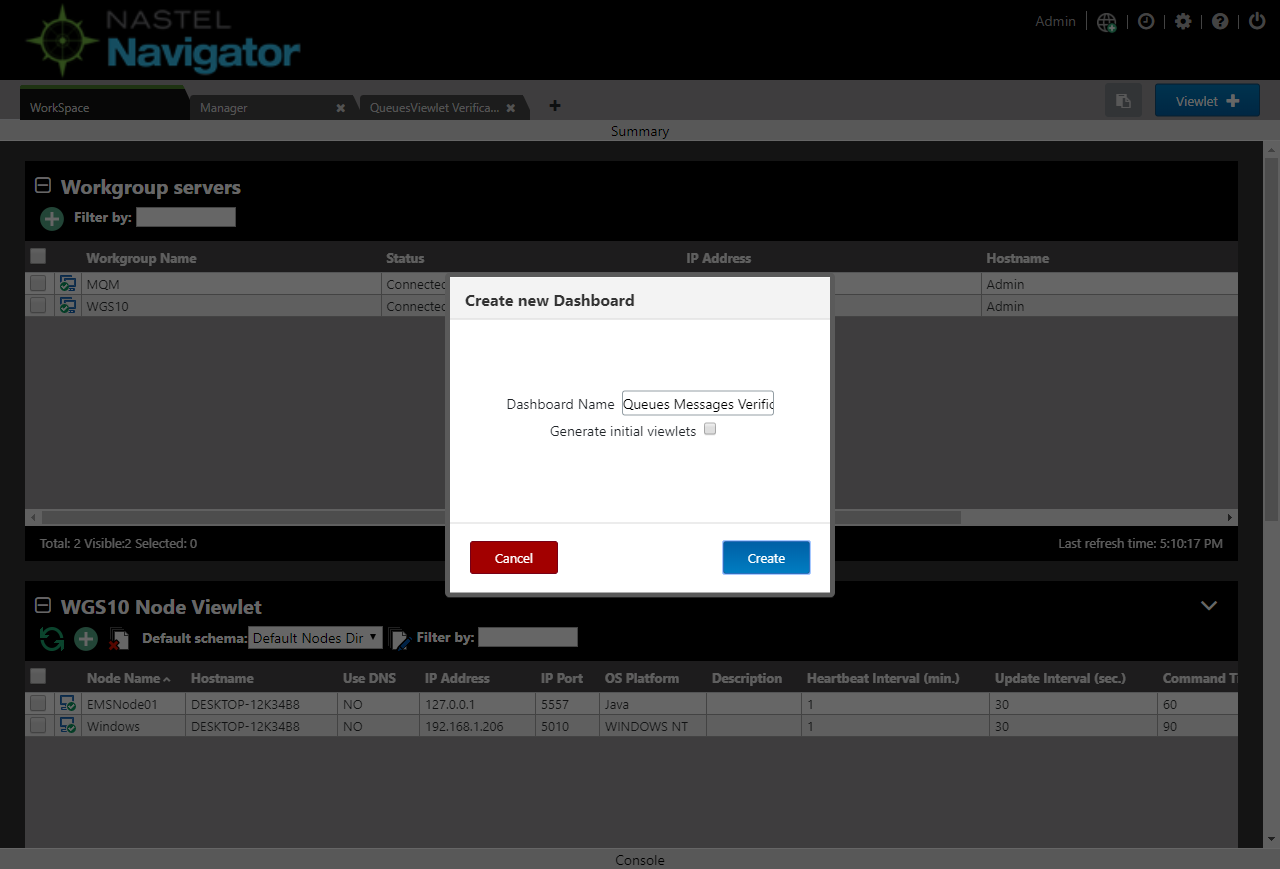 NASTEL
Navigator
Admin
WorkSpace
Manager
QueuesViewlet Verifica...
Viewlet
Summary
Workgroup servers
Filter by:
Workgroup Name Status IP Address Hostname
MQM Connected Admin
WGS10 Connected Admin
Create new Dashboard
Dashboard Name Queues Messages Verific
Generate initial viewlets
Cancel Create
Total: 2 Visible:2 Selected: 0 Last refresh time: 5:10:17 PM
WGS10 Node Viewlet
Default schema: Default Nodes Dir Filter by:
Node Name Hostname Use DNS IP Address IP Port OS Platform Description Heartbeat Interval (min.) Update Interval (sec.) Command T
EMSNode01 DESKTOP-12K34B8 NO 127.0.0.1 5557 Java 1 30 60
Windows DESKTOP-12K34B8 NO 192.168.1.206 5010 WINDOWS NT 1 30 90
Console